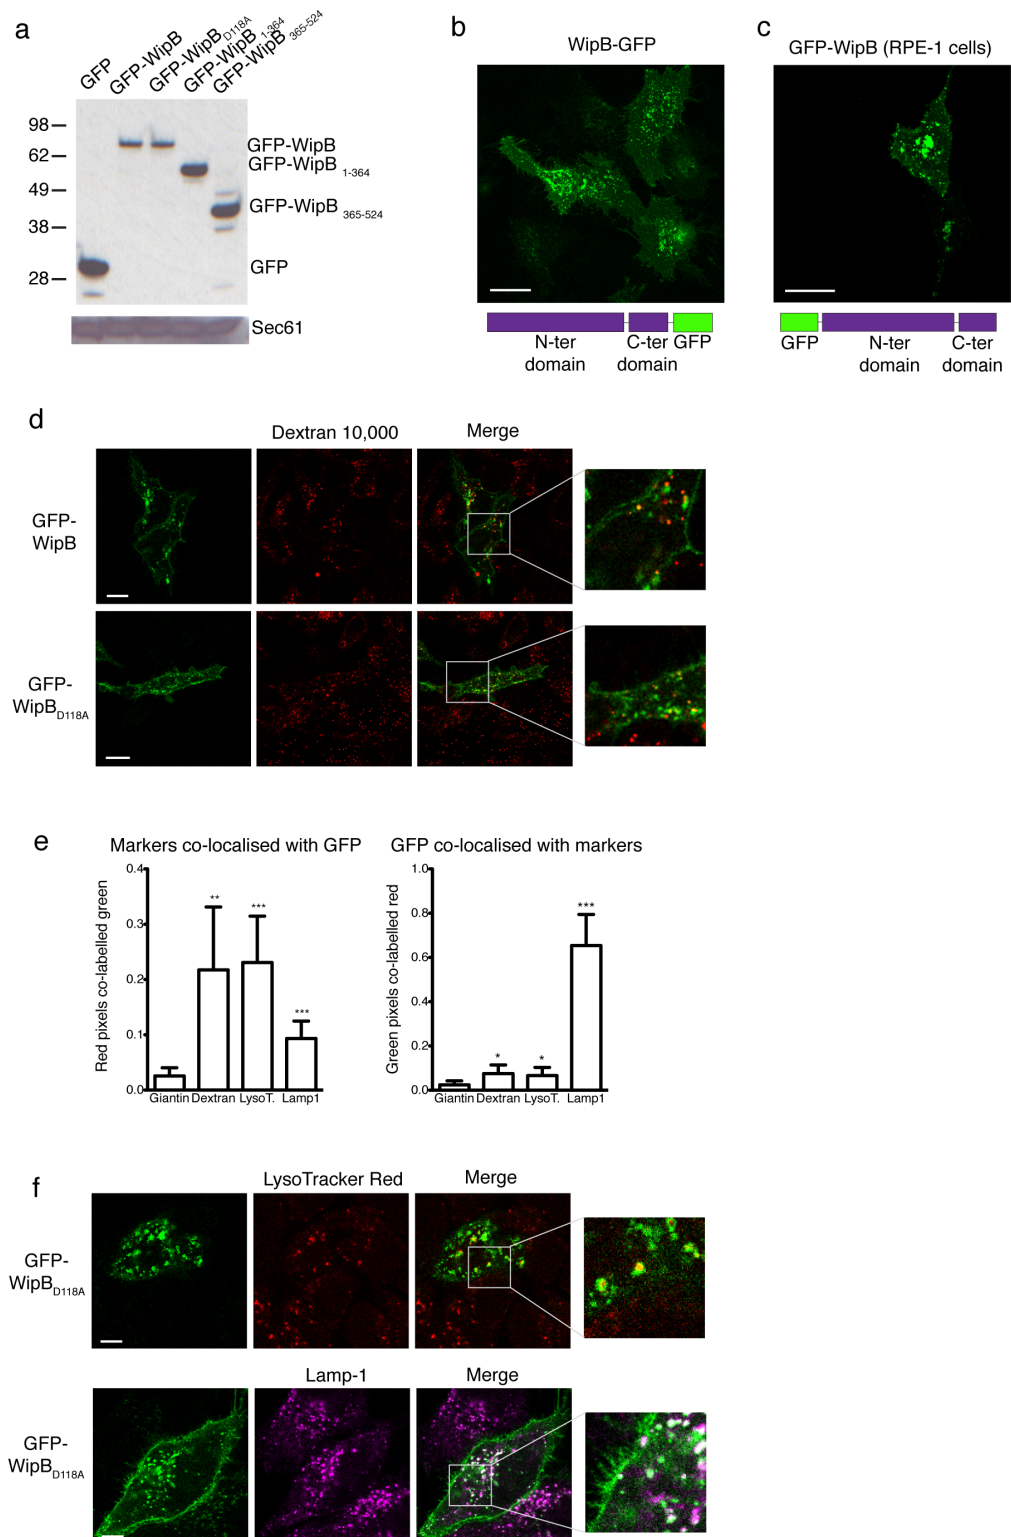 a
GFP
GFP-WipB
GFP-WipB D118A
GFP-WipB 1-364
GFP-WipB 365-524
98
62
49
38
28
GFP-WipB
GFP-WipB 1-364
GFP-WipB 365-524
GFP
Sec61
b
WipB-GFP
N-ter domain
C-ter domain
GFP
c
GFP-WipB (RPE-1 cells)
GFP
N-ter domain
C-ter domain
d
Dextran 10,000
Merge
GFP-
WipB
GFP-
WipB D118A
e
Markers co-localised with GFP
Red pixels co-labelled green
0.4
0.3
0.2
0.1
0.0
**
***
***
Giantin Dextran LysoT. Lamp1
GFP co-localised with markers
Green pixels co-labelled red
1.0
0.8
0.6
0.4
0.2
0.0
*
*
***
Giantin Dextran LysoT. Lamp1
f
LysoTracker Red
Merge
GFP-
WipB D118A
Lamp-1
Merge
GFP-
WipB D118A